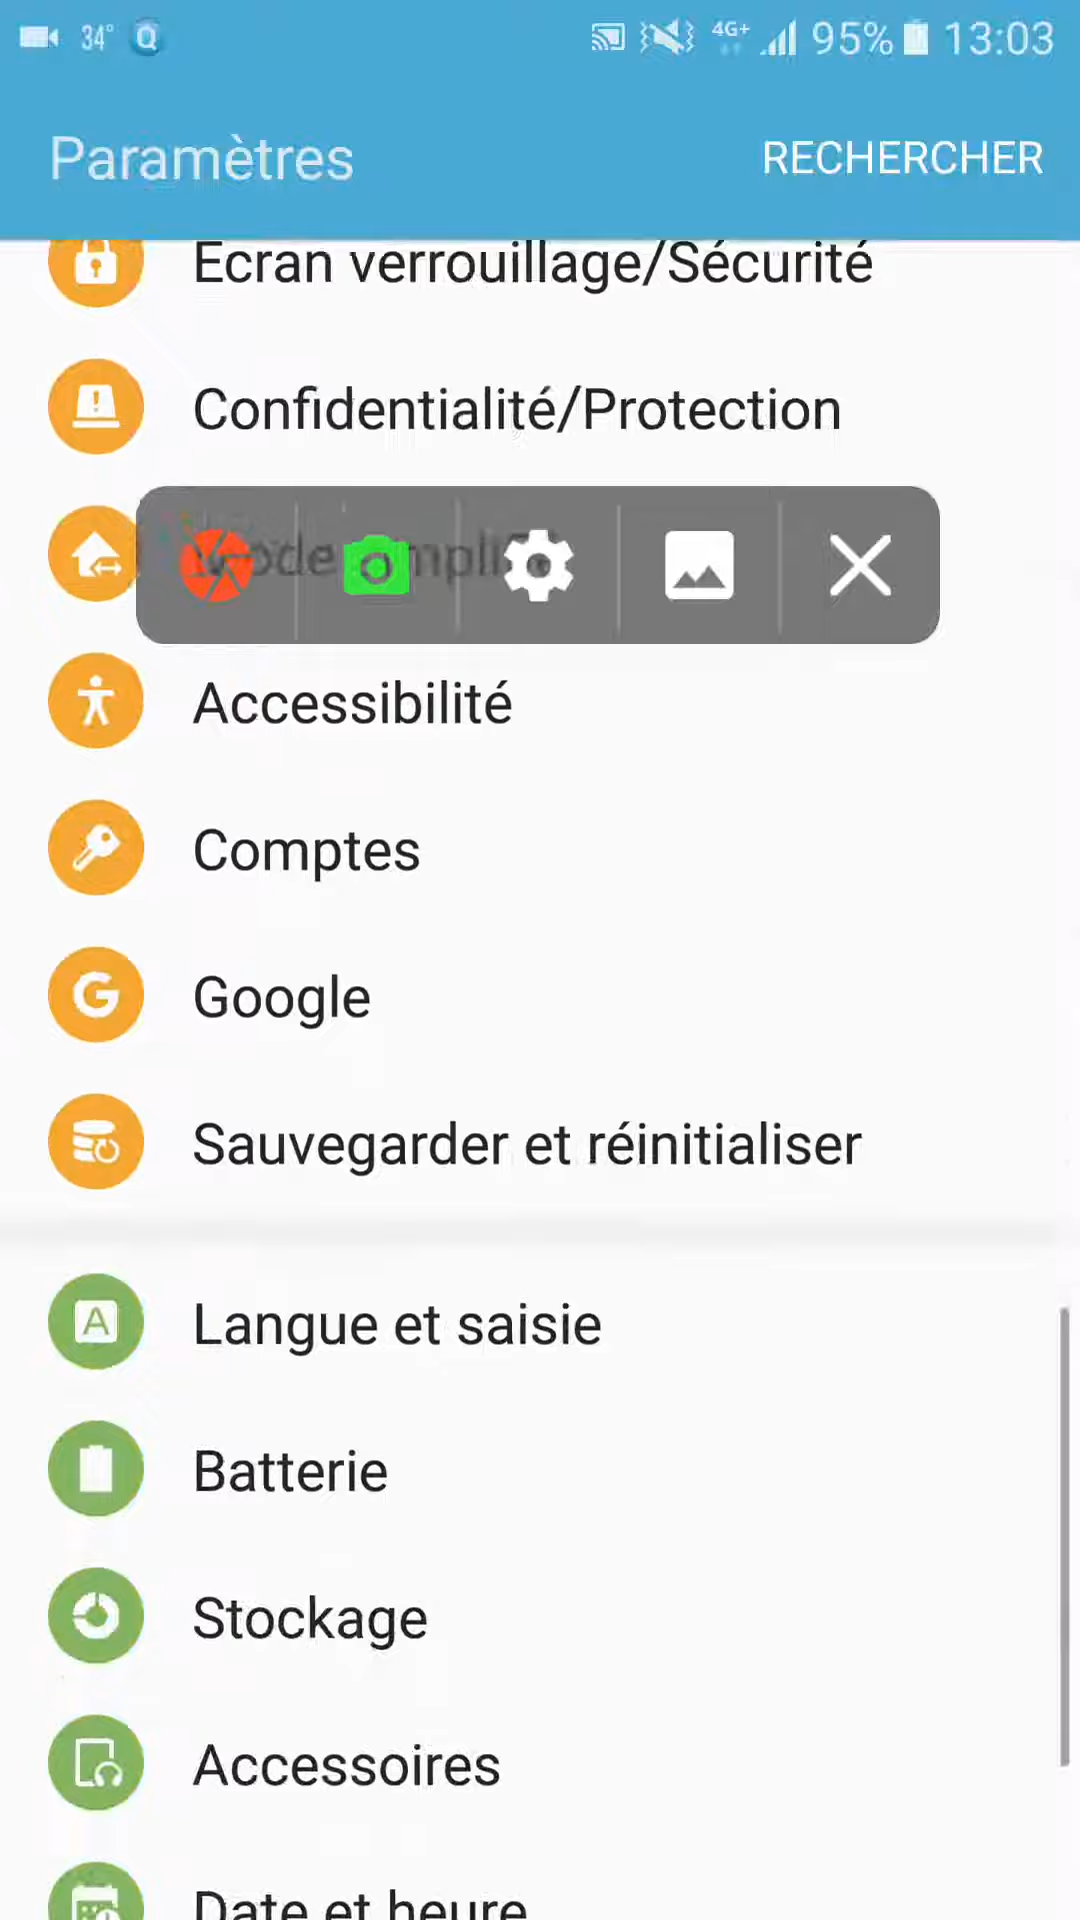 34° Q 4G+ 95% 13:03
Paramètres RECHERCHER
Ecran verrouillage/Sécurité
Confidentialité/Protection
Accessibilité
Comptes
Google
Sauvegarder et réinitialiser
A Langue et saisie
Batterie
Stockage
Accessoires
Date et heure